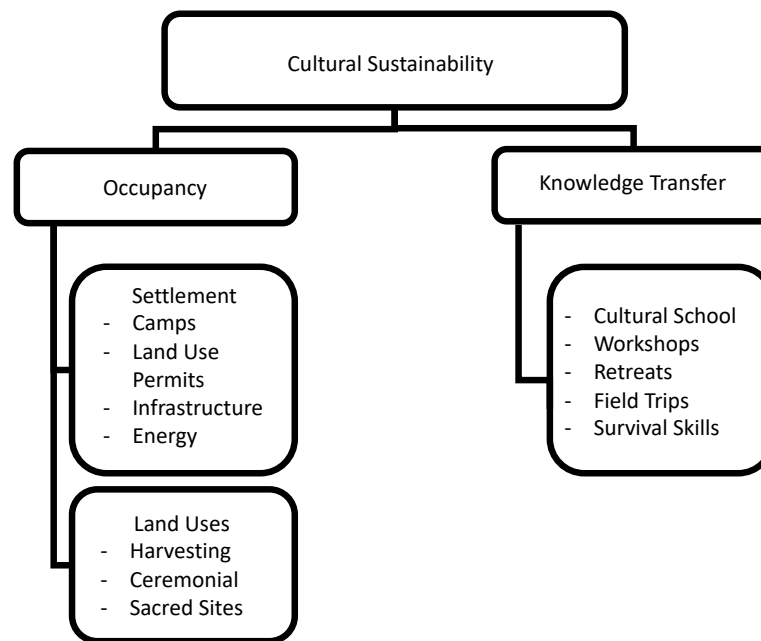 Cultural Sustainability
Occupancy
Knowledge Transfer
Settlement
- Camps
- Land Use
Permits
- Infrastructure
- Energy
- Cultural School
- Workshops
- Retreats
- Field Trips
- Survival Skills
Land Uses
- Harvesting
- Ceremonial
- Sacred Sites